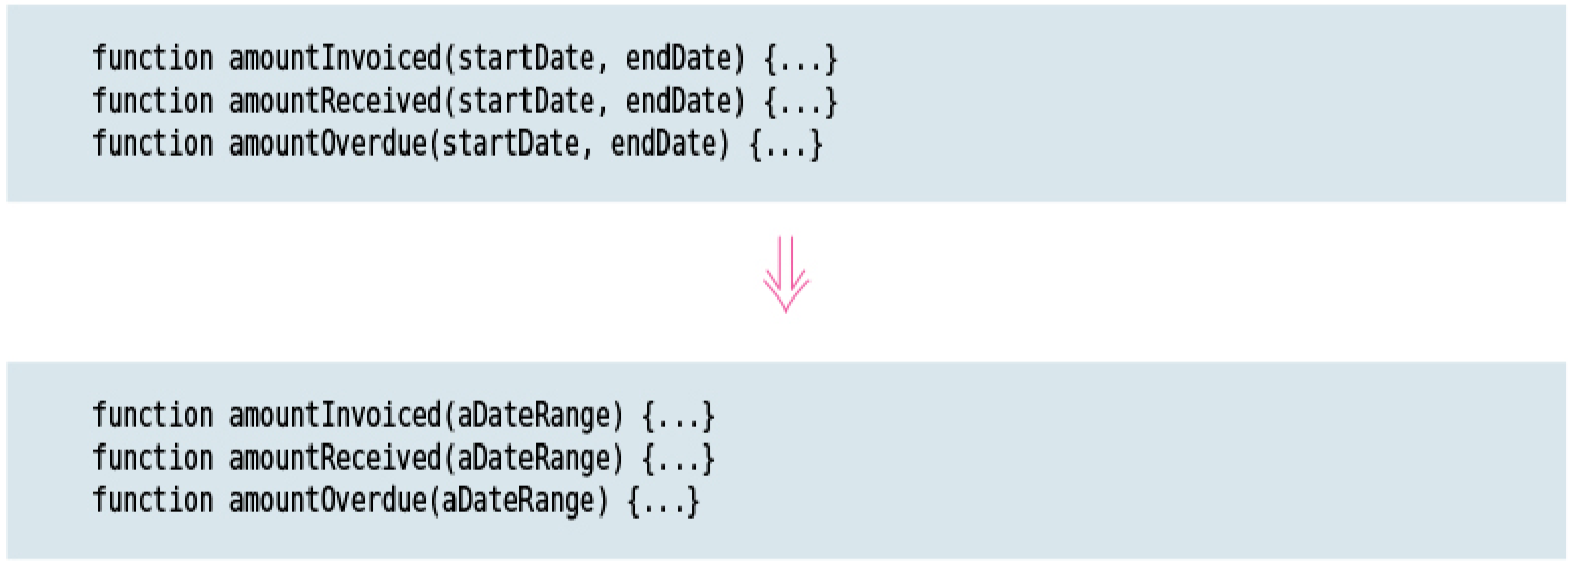 function amountInvoiced(startDate, endDate) {...}
function amountReceived(startDate, endDate) {...}
function amountOverdue(startDate, endDate) {...}
function amountInvoiced(aDateRange) {...}
function amountReceived(aDateRange) {...}
function amountOverdue(aDateRange) {...}